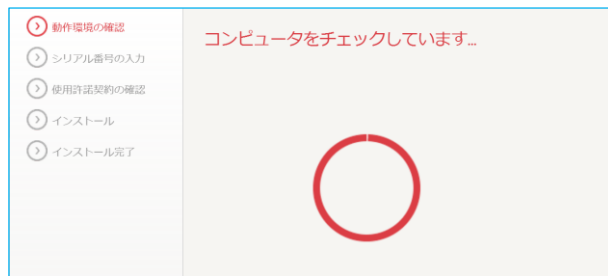 動作環境の確認
シリアル番号の入力
使用許諾契約の確認
インストール
インストール完了
コンピュータをチェックしています...